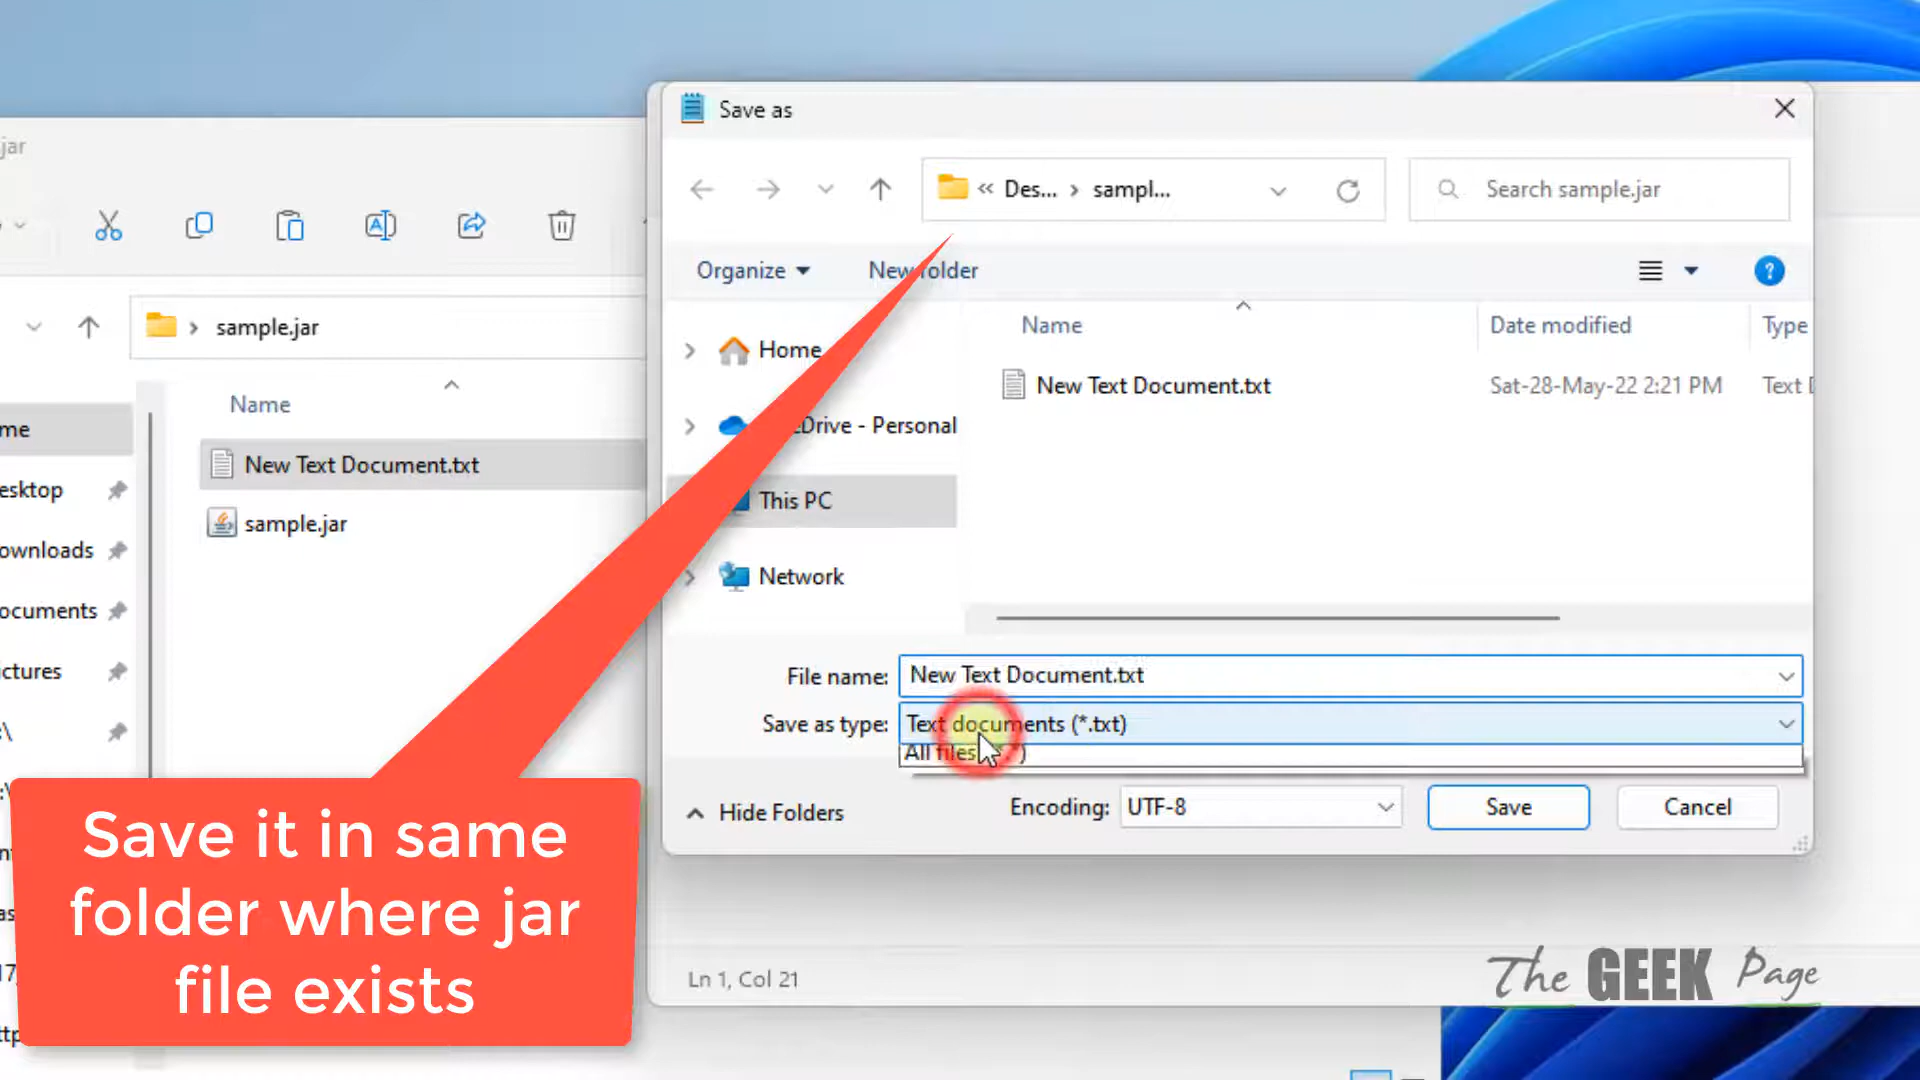 jar
sample.jar
Name
me
New Text Document.txt
esktop
sample.jar
ownloads
ocuments
ctures
:\
Save as
Des... sampl...
Search sample.jar
Organize
New folder
Name
Date modified
Type
Home
New Text Document.txt
Sat-28-May-22 2:21 PM
Text D
eDrive - Personal
This PC
Network
File name:
New Text Document.txt
Save as type:
Text documents (*.txt)
All files
Hide Folders
Encoding:
UTF-8
Save
Cancel
Save it in same
folder where jar
file exists
Ln 1, Col 21
The GEEK Page